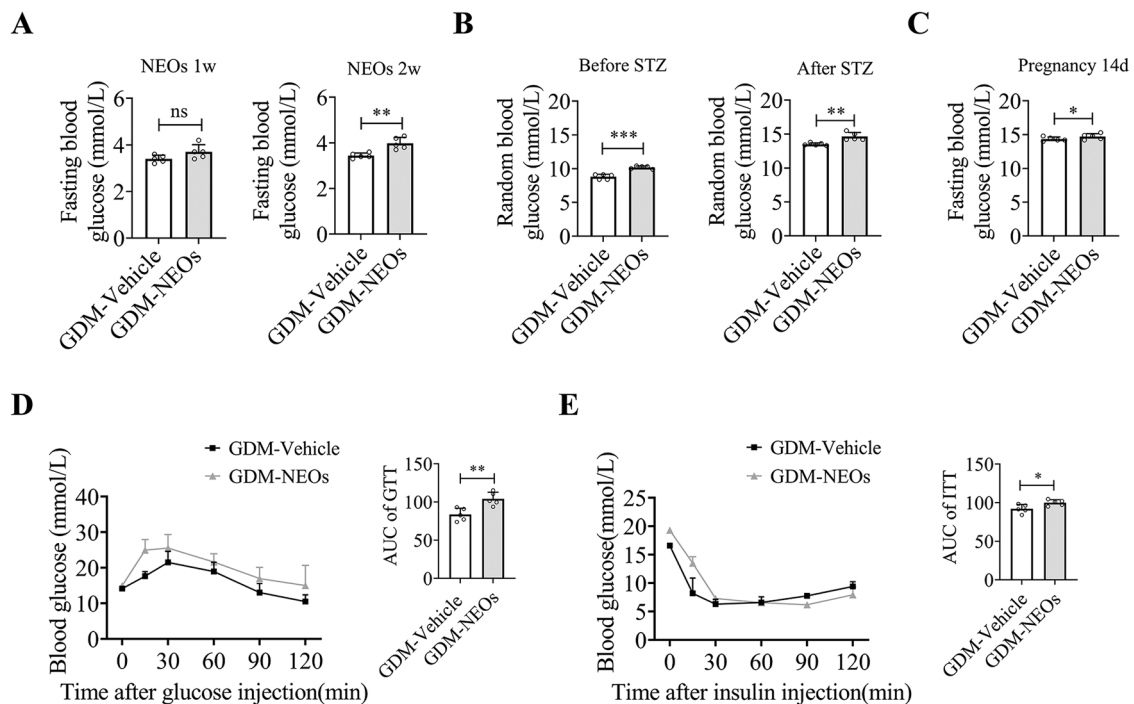 A
NEOs 1w
Fasting blood
glucose (mmol/L)
6
4
2
0
ns
GDM-Vehicle
GDM-NEOs
NEOs 2w
Fasting blood
glucose (mmol/L)
6
4
2
0
**
GDM-Vehicle
GDM-NEOs
B
Before STZ
Random blood
glucose (mmol/L)
20
15
10
5
0
***
GDM-Vehicle
GDM-NEOs
After STZ
Random blood
glucose (mmol/L)
20
15
10
5
0
**
GDM-Vehicle
GDM-NEOs
C
Pregnancy 14d
Fasting blood
glucose (mmol/L)
20
15
10
5
0
*
GDM-Vehicle
GDM-NEOs
D
GDM-Vehicle
GDM-NEOs
Blood glucose (mmol/L)
40
30
20
10
0
0 30 60 90 120
Time after glucose injection(min)
AUC of GTT
150
100
50
0
**
GDM-Vehicle
GDM-NEOs
E
GDM-Vehicle
GDM-NEOs
Blood glucose(mmol/L)
25
20
15
10
5
0
0 30 60 90 120
Time after insulin injection(min)
AUC of ITT
150
100
50
0
*
GDM-Vehicle
GDM-NEOs